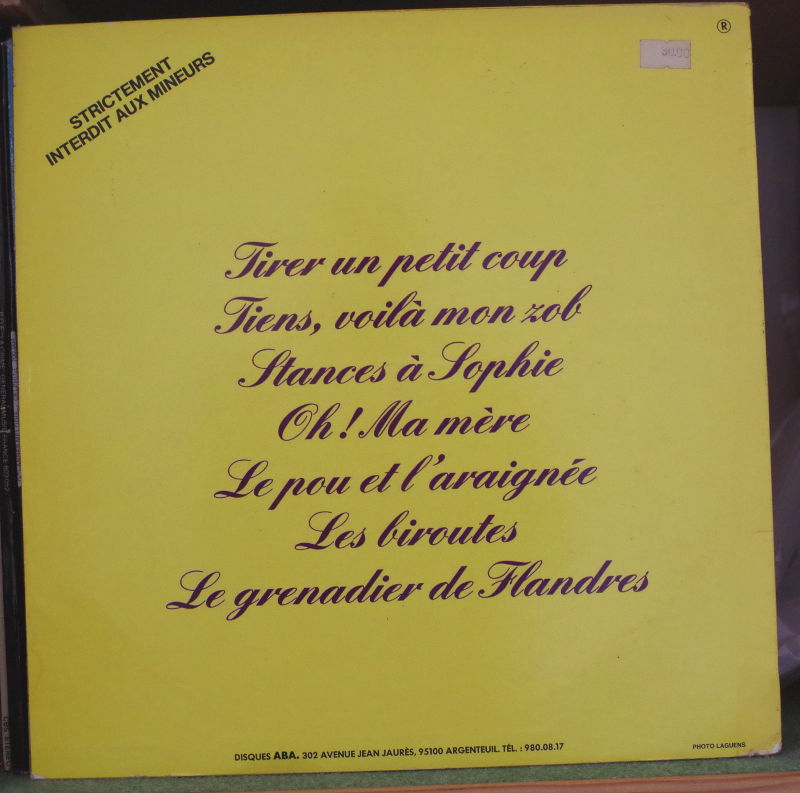 STRICTEMENT
INTERDIT AUX MINEURS
®
30.00
Tirer un petit coup
Tiens, voilà mon zob
Stances à Sophie
Oh! Ma mère
Le pou et l'araignée
Les biroutes
Le grenadier de Flandres
DISQUES ABA. 302 AVENUE JEAN JAURÈS, 95100 ARGENTEUIL. TÉL. : 980.08.17
PHOTO LAGUENS